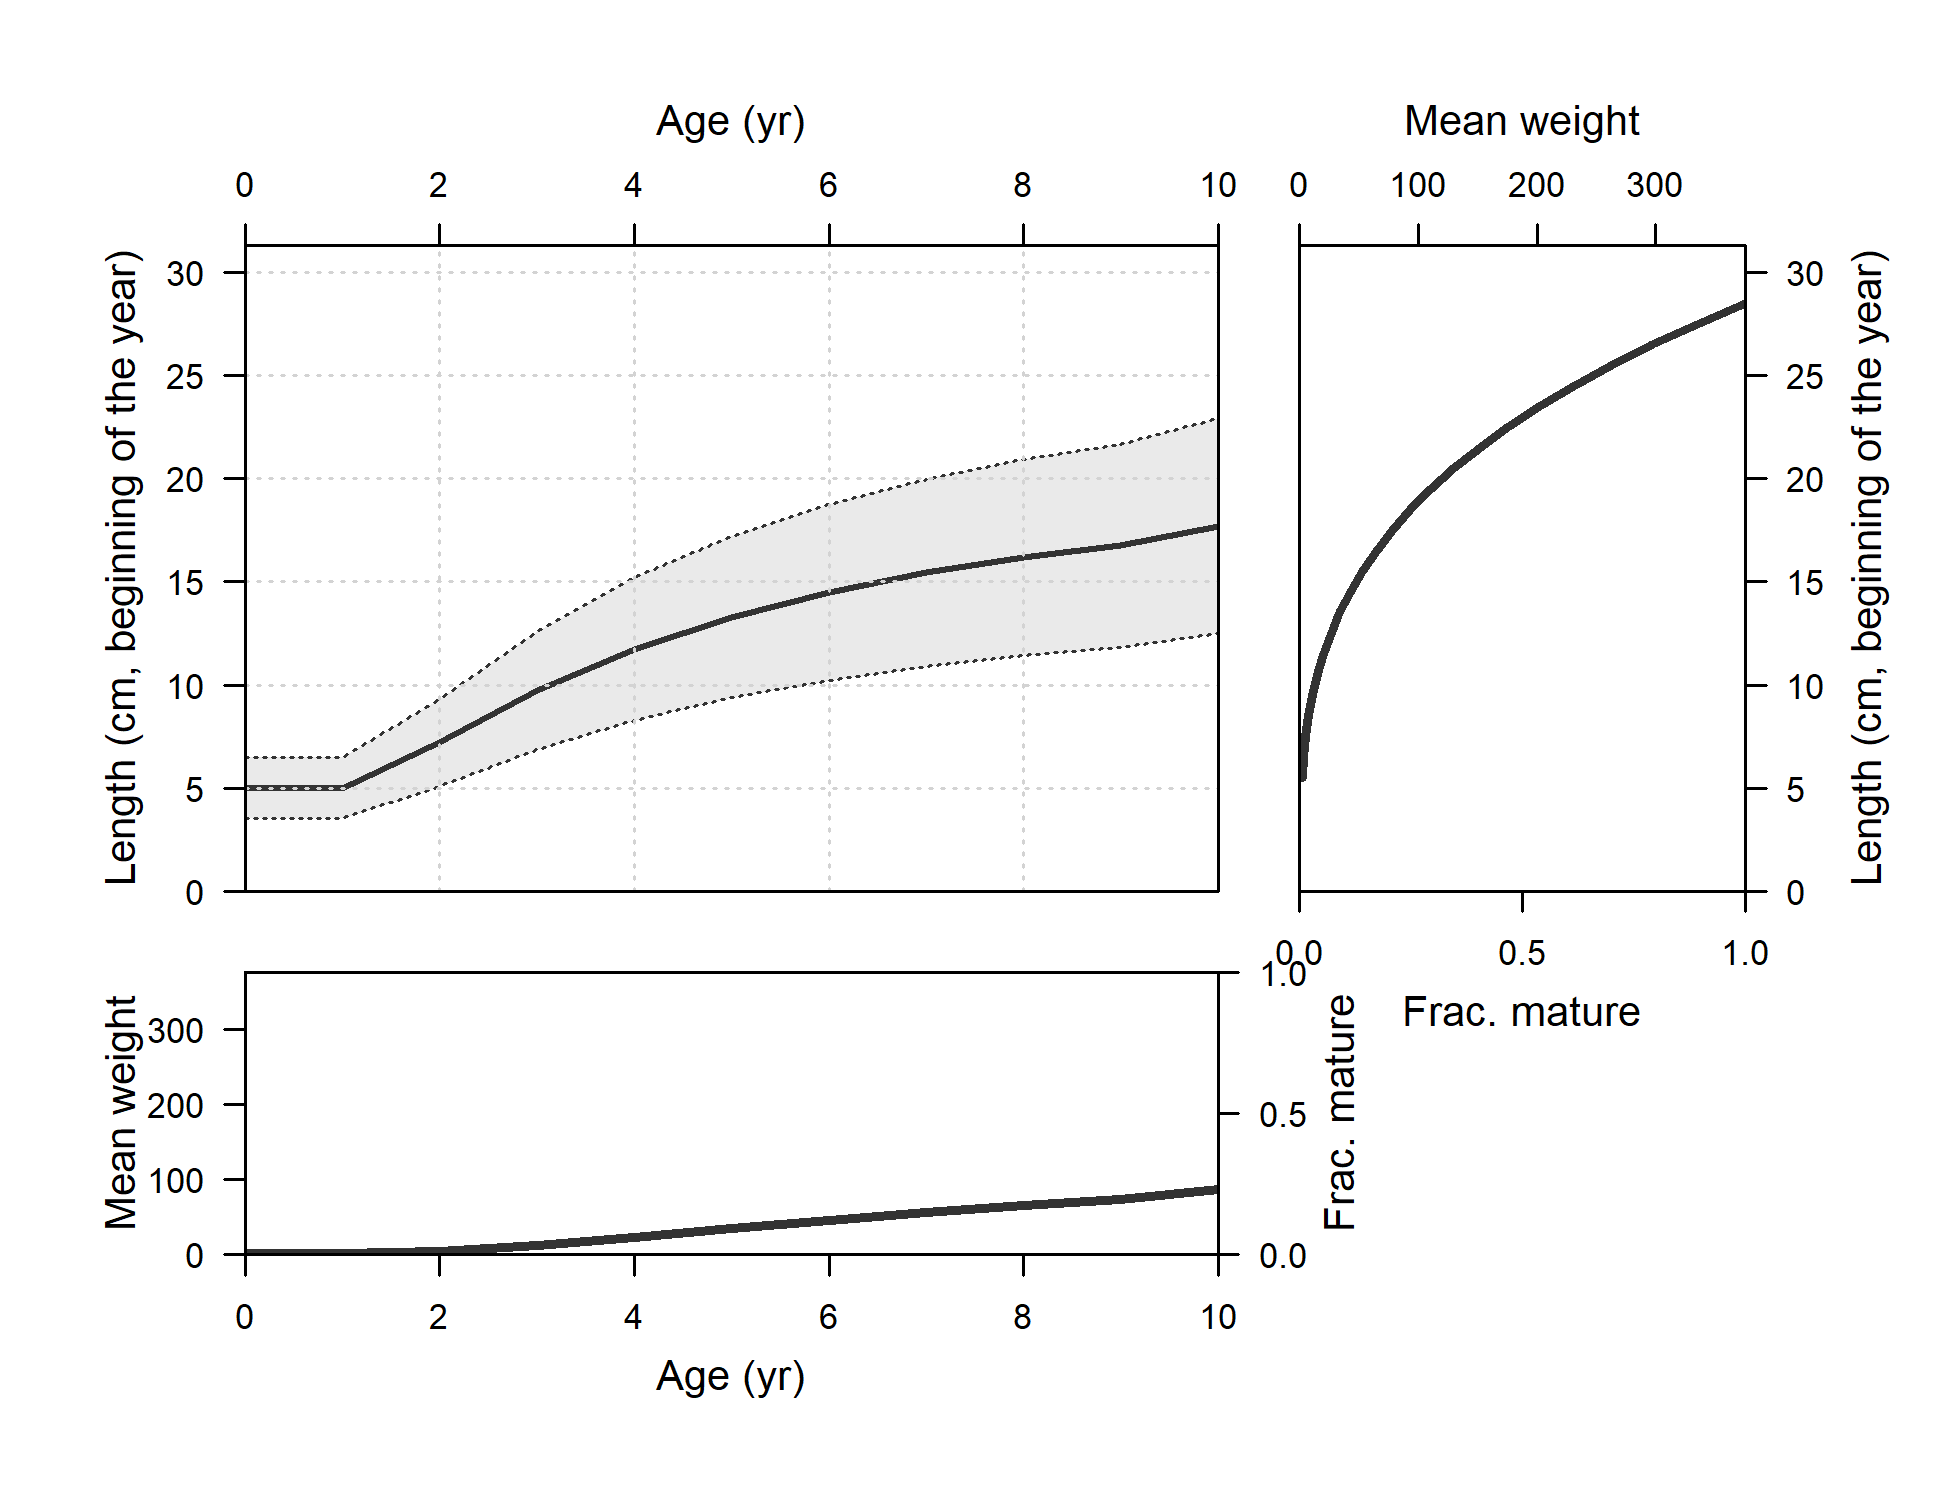 Age (yr)
0 2 4 6 8 10
Length (cm, beginning of the year)
30
25
20
15
10
5
0
Mean weight
0 100 200 300
30
25
20
15
10
5
0
Length (cm, beginning of the year)
0.0 0.5 1.0
Frac. mature
Mean weight
300
200
100
0
1.0
0.5
0.0
Frac. mature
0 2 4 6 8 10
Age (yr)